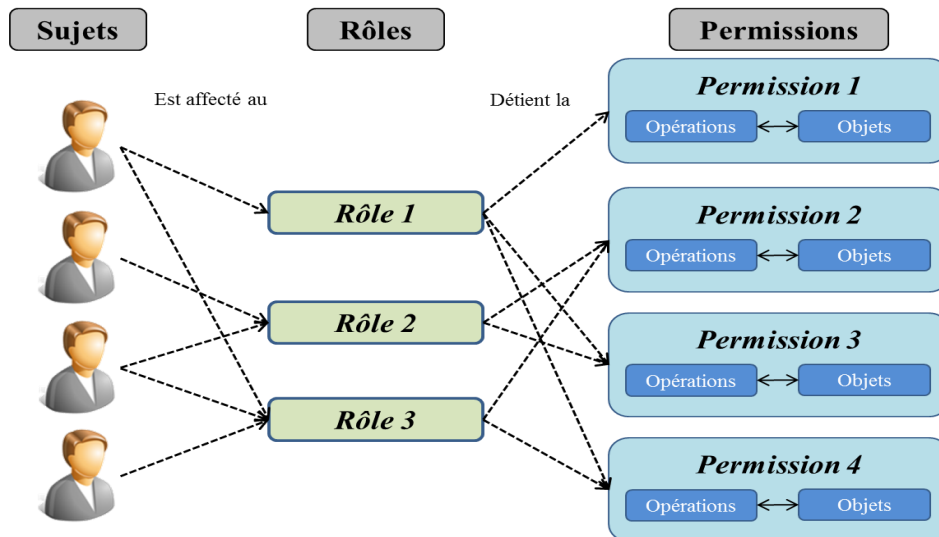 Sujets
Rôles
Permissions
Est affecté au
Détient la
Permission 1
Opérations
Objets
Rôle 1
Permission 2
Opérations
Objets
Rôle 2
Permission 3
Opérations
Objets
Rôle 3
Permission 4
Opérations
Objets